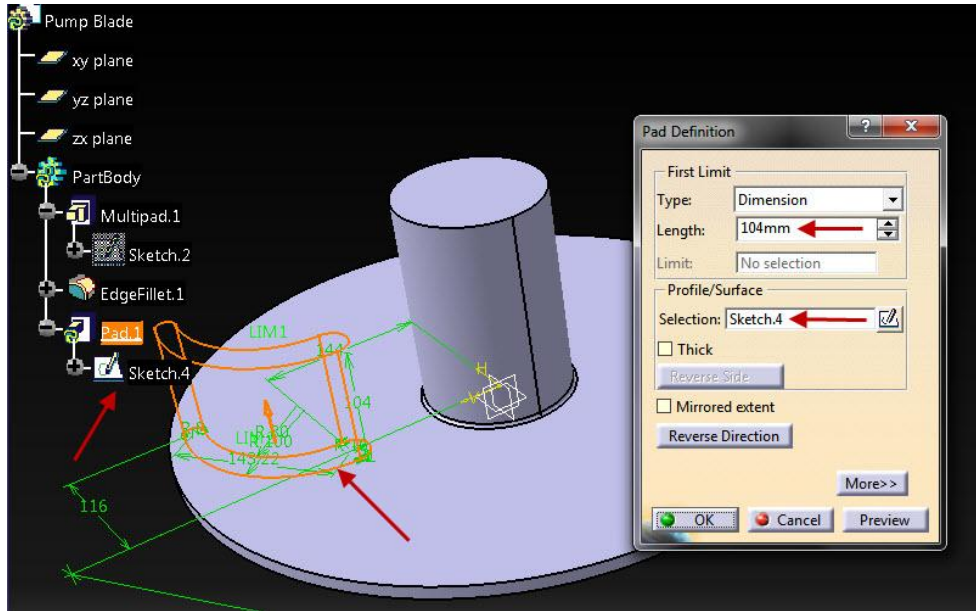 Pump Blade
xy plane
yz plane
zx plane
PartBody
Multipad.1
Sketch.2
EdgeFillet.1
Pad.1
Sketch.4
LIM1
144
104
R 100
116
H
V
Pad Definition
?
X
First Limit
Type: Dimension
Length: 104mm
Limit: No selection
Profile/Surface
Selection: Sketch.4
Thick
Reverse Side
Mirrored extent
Reverse Direction
More>>
OK Cancel Preview